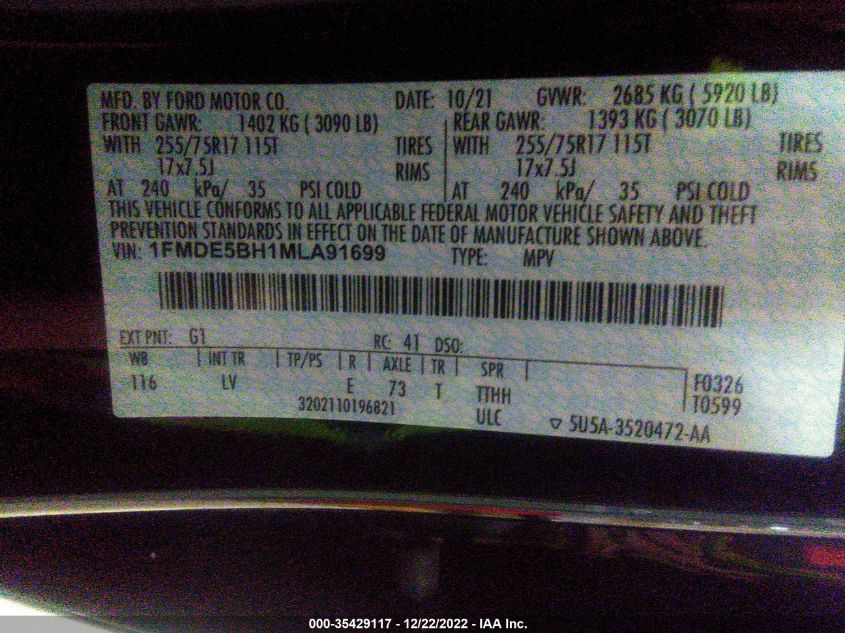 MFD. BY FORD MOTOR CO. DATE: 10/21 GVWR: 2685 KG ( 5920 LB)
FRONT GAWR: 1402 KG ( 3090 LB) REAR GAWR: 1393 KG ( 3070 LB)
WITH 255/75R17 115T TIRES WITH 255/75R17 115T TIRES
17x7.5J RIMS 17x7.5J RIMS
AT 240 kPa/ 35 PSI COLD AT 240 kPa/ 35 PSI COLD
THIS VEHICLE CONFORMS TO ALL APPLICABLE FEDERAL MOTOR VEHICLE SAFETY AND THEFT
PREVENTION STANDARDS IN EFFECT ON THE DATE OF MANUFACTURE SHOWN ABOVE.
VIN: 1FMDE5BH1MLA91699 TYPE: MPV
EXT PNT: G1 RC: 41 DSO:
WB INT TR TP/PS R AXLE TR SPR
116 LV E 73 T TTHH F0326
3202110196821 ULC T0599
5U5A-3520472-AA
000-35429117 - 12/22/2022 - IAA Inc.